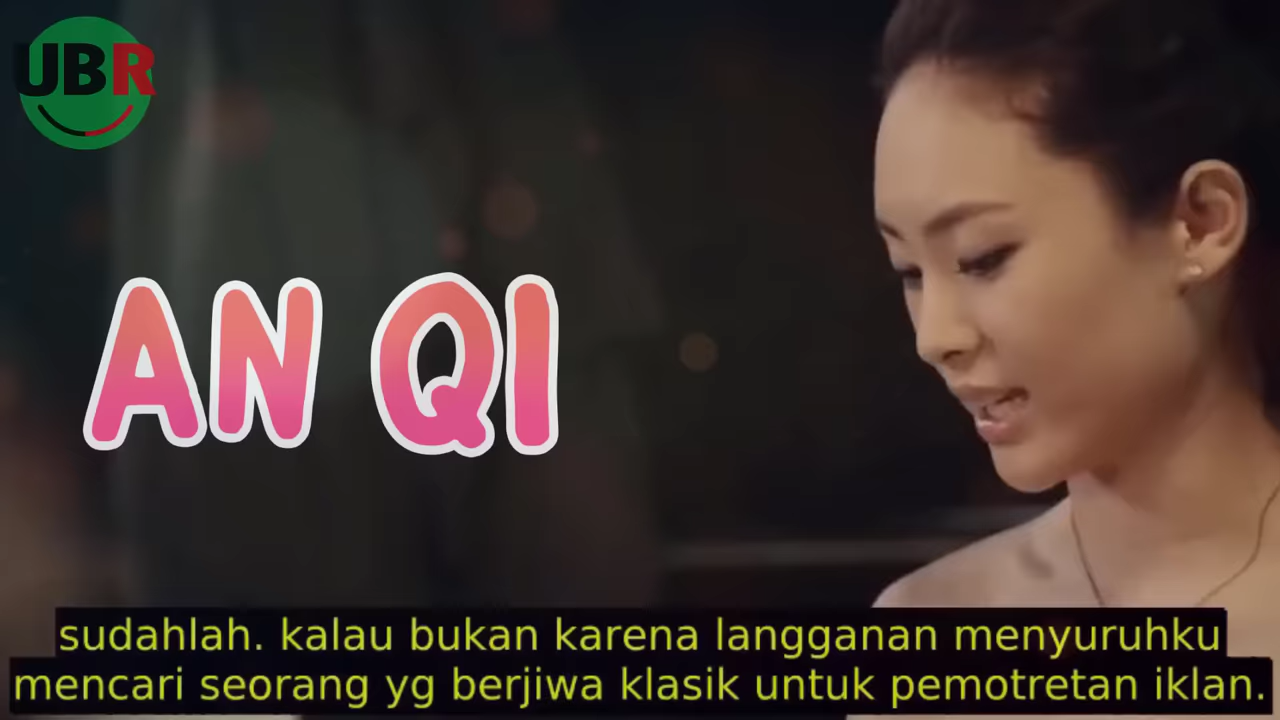 UBR
AN QI
sudahlah. kalau bukan karena langganan menyuruhku
mencari seorang yg berjiwa klasik untuk pemotretan iklan.